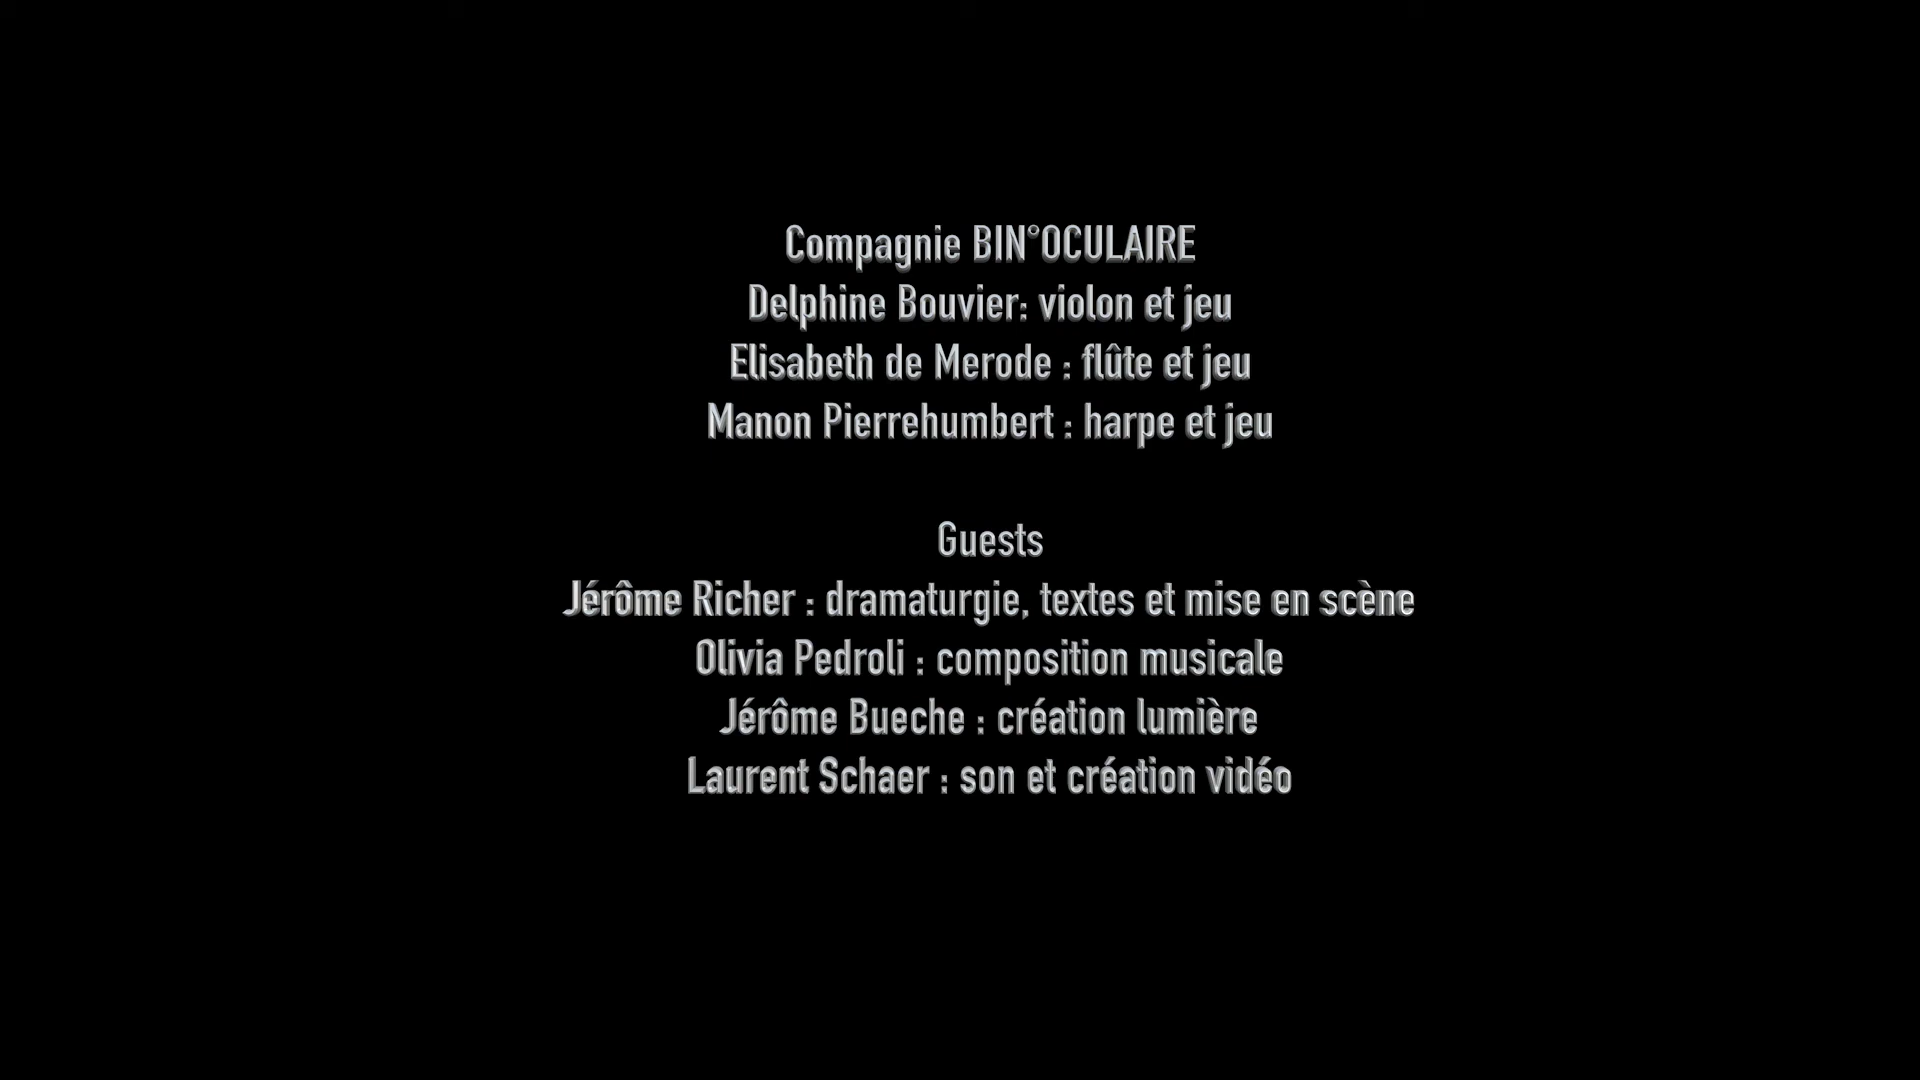 Compagnie BIN°OCULAIRE
Delphine Bouvier: violon et jeu
Elisabeth de Merode : flûte et jeu
Manon Pierrehumbert : harpe et jeu
Guests
Jérôme Richer : dramaturgie, textes et mise en scène
Olivia Pedroli : composition musicale
Jérôme Bueche : création lumière
Laurent Schaer : son et création vidéo